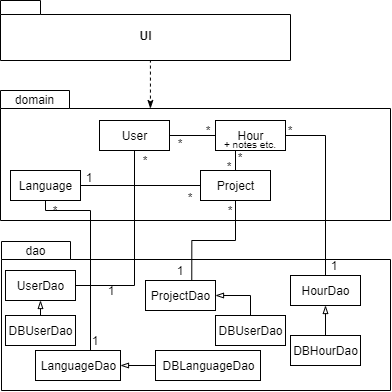 UI
domain
User
*
*
*
Hour
+ notes etc.
*
*
*
Language
1
*
Project
*
*
dao
UserDao
1
1
ProjectDao
1
HourDao
DBUserDao
DBUserDao
DBHourDao
1
LanguageDao
DBLanguageDao